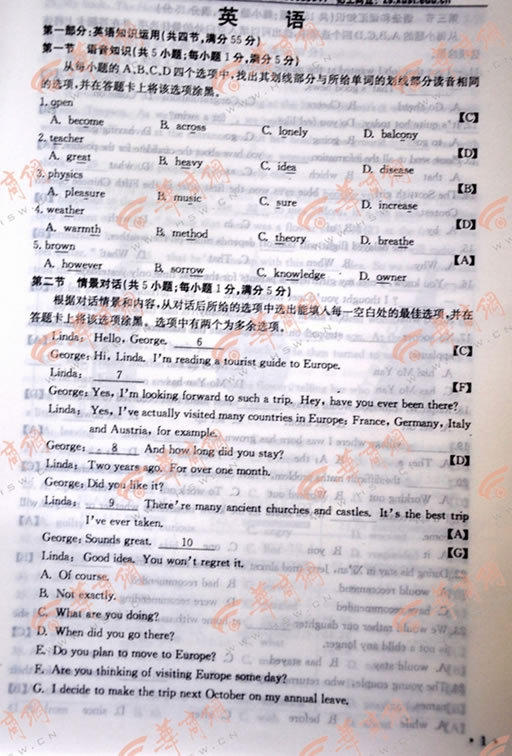 英 语
第一部分:英语知识运用(共四节,满分 55 分)
第一节 语音知识(共 5 小题;每小题 1 分,满分 5 分)
从每小题的 A、B、C、D 四个选项中,找出其划线部分与所给单词的划线部分读音相同
的选项,并在答题卡上将该选项涂黑。
1. open 【C】
A. become B. across C. lonely D. balcony
2. teacher 【D】
A. great B. heavy C. idea D. disease
3. physics 【B】
A. pleasure B. music C. sure D. increase
4. weather 【D】
A. warmth B. method C. theory D. breathe
5. brown 【A】
A. however B. sorrow C. knowledge D. owner
第二节 情景对话(共 5 小题;每小题 1 分,满分 5 分)
根据对话情景和内容,从对话后所给的选项中选出能填入每一空白处的最佳选项,并在
答题卡上将该选项涂黑。选项中有两个为多余选项。
Linda: Hello, George. 6 【C】
George: Hi, Linda. I'm reading a tourist guide to Europe.
Linda: 7 【F】
George: Yes, I'm looking forward to such a trip. Hey, have you ever been there?
Linda: Yes, I've actually visited many countries in Europe: France, Germany, Italy
and Austria, for example.
George: 8 And how long did you stay? 【D】
Linda: Two years ago. For over one month.
George: Did you like it?
Linda: 9 There're many ancient churches and castles. It's the best trip
I've ever taken. 【A】
George: Sounds great. 10 【G】
Linda: Good idea. You won't regret it.
A. Of course.
B. Not exactly.
C. What are you doing?
D. When did you go there?
E. Do you plan to move to Europe?
F. Are you thinking of visiting Europe some day?
G. I decide to make the trip next October on my annual leave.
· 1 ·